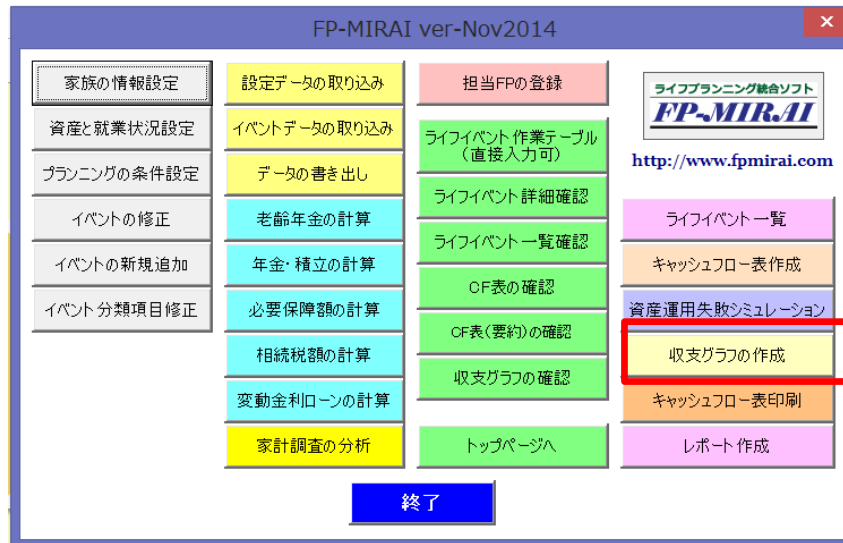 FP-MIRAI ver-Nov2014
×
家族の情報設定
資産と就業状況設定
プランニングの条件設定
イベントの修正
イベントの新規追加
イベント分類項目修正
設定データの取り込み
イベントデータの取り込み
データの書き出し
老齢年金の計算
年金・積立の計算
必要保障額の計算
相続税額の計算
変動金利ローンの計算
家計調査の分析
担当FPの登録
ライフイベント作業テーブル
(直接入力可)
ライフイベント詳細確認
ライフイベント一覧確認
CF表の確認
CF表(要約)の確認
収支グラフの確認
トップページへ
ライフプランニング統合ソフト
FP-MIRAI
http://www.fpmirai.com
ライフイベント一覧
キャッシュフロー表作成
資産運用失敗シミュレーション
収支グラフの作成
キャッシュフロー表印刷
レポート作成
終了